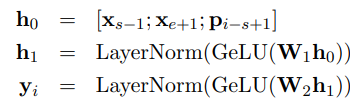 h₀ = [xₛ₋₁; xₑ₊₁; pᵢ₋ₛ₊₁]
h₁ = LayerNorm(GeLU(W₁h₀))
yᵢ = LayerNorm(GeLU(W₂h₁))